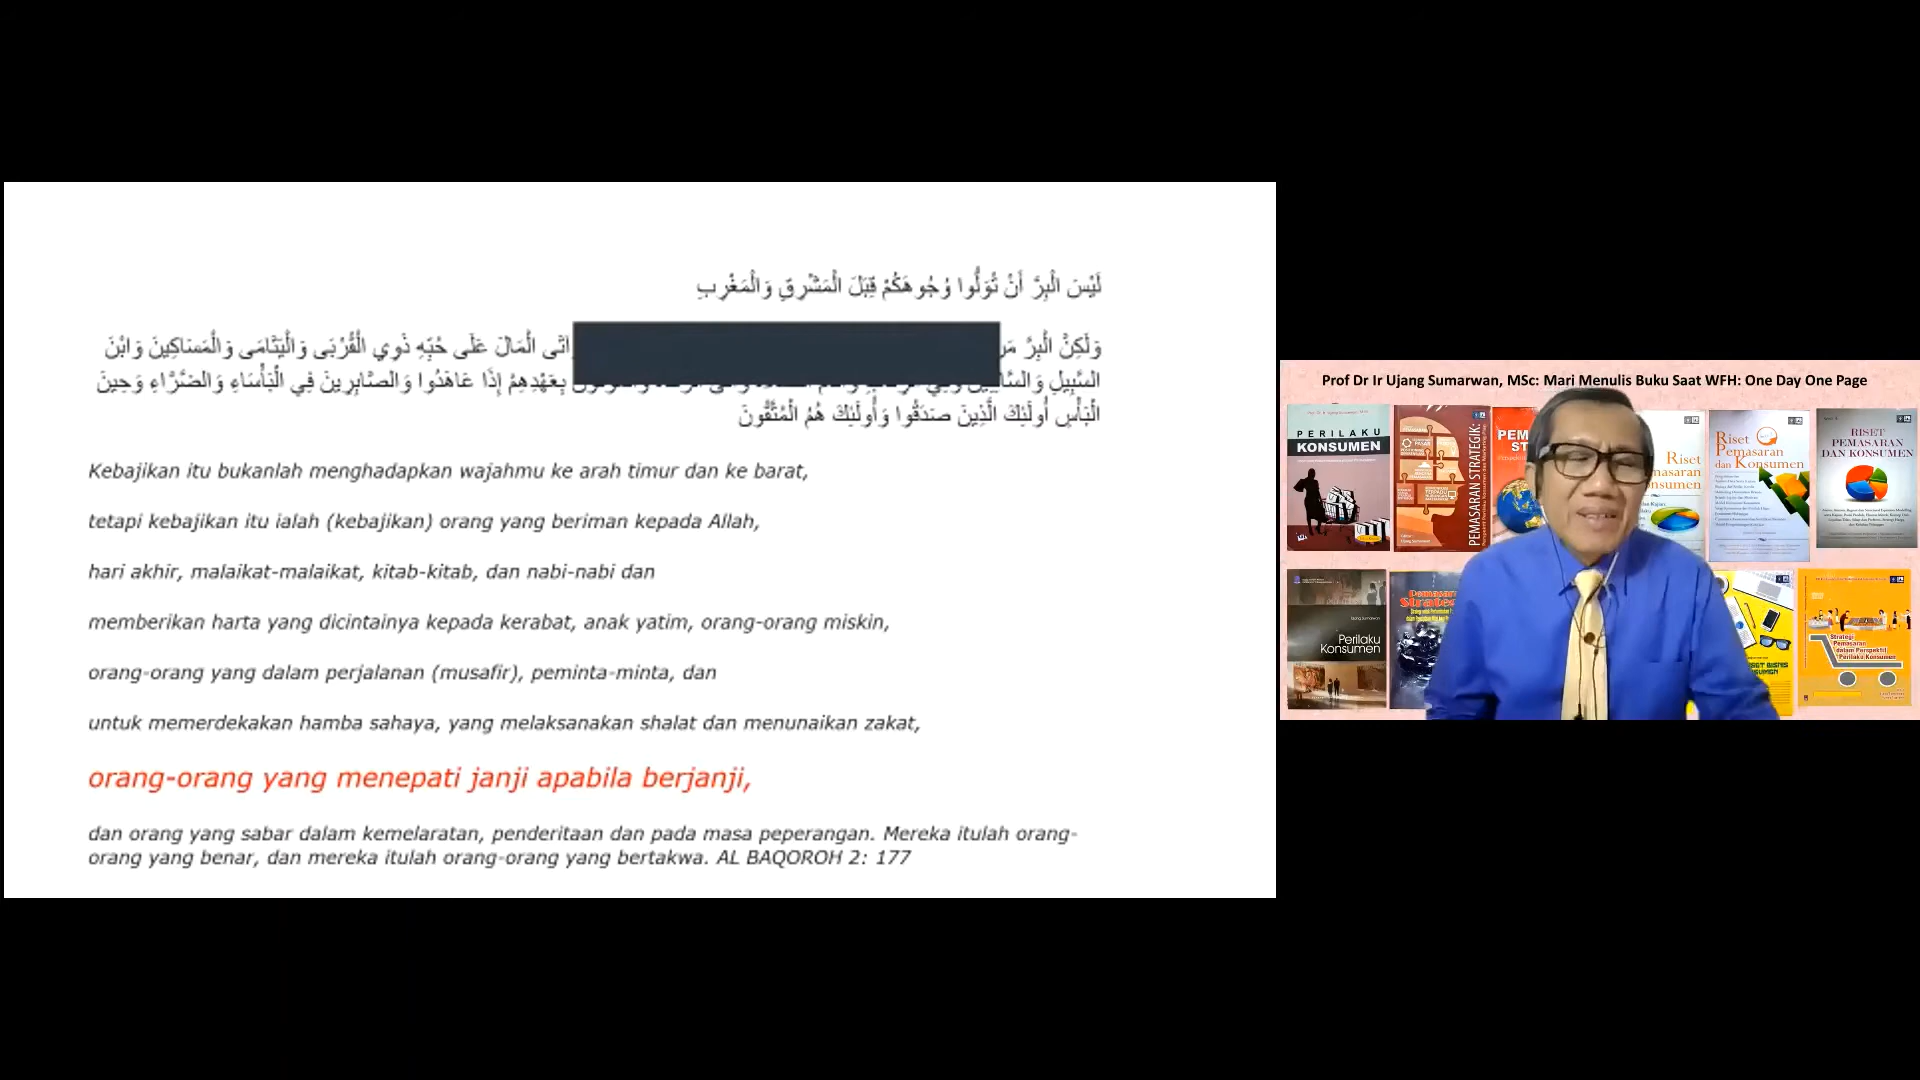 لَيْسَ الْبِرَّ أَنْ تُوَلُّوا وُجُوهَكُمْ قِبَلَ الْمَشْرِقِ وَالْمَغْرِبِ
وَلَكِنَّ الْبِرَّ اتَى الْمَالَ عَلَى حُبِّهِ ذَوِي الْقُرْبَى وَالْيَتَامَى وَالْمَسَاكِينَ وَابْنَ
السَّبِيلِ بِعَهْدِهِمْ إِذَا عَاهَدُوا وَالصَّابِرِينَ فِي الْبَأْسَاءِ وَالضَّرَّاءِ وَحِينَ
الْبَأْسِ أُولَئِكَ الَّذِينَ صَدَقُوا وَأُولَئِكَ هُمُ الْمُتَّقُونَ
Kebajikan itu bukanlah menghadapkan wajahmu ke arah timur dan ke barat,
tetapi kebajikan itu ialah (kebajikan) orang yang beriman kepada Allah,
hari akhir, malaikat-malaikat, kitab-kitab, dan nabi-nabi dan
memberikan harta yang dicintainya kepada kerabat, anak yatim, orang-orang miskin,
orang-orang yang dalam perjalanan (musafir), peminta-minta, dan
untuk memerdekakan hamba sahaya, yang melaksanakan shalat dan menunaikan zakat,
orang-orang yang menepati janji apabila berjanji,
dan orang yang sabar dalam kemelaratan, penderitaan dan pada masa peperangan. Mereka itulah orang-
orang yang benar, dan mereka itulah orang-orang yang bertakwa. AL BAQOROH 2: 177
Prof Dr Ir Ujang Sumarwan, MSc: Mari Menulis Buku Saat WFH: One Day One Page
PERILAKU
KONSUMEN
PEMASARAN STRATEGIK:
Riset
Riset
Pemasaran
dan Konsumen
RISET
PEMASARAN
DAN KONSUMEN
Perilaku
Konsumen
Strategi
Pemasaran
dalam Perspektif
Perilaku Konsumen